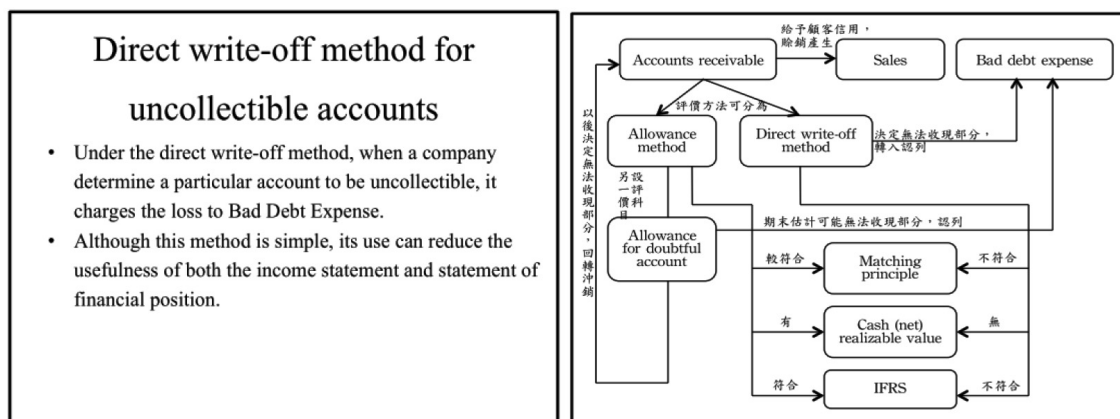 Direct write-off method for
uncollectible accounts
• Under the direct write-off method, when a company
determine a particular account to be uncollectible, it
charges the loss to Bad Debt Expense.
• Although this method is simple, its use can reduce the
usefulness of both the income statement and statement of
financial position.
給予顧客信用,
賒銷產生
Accounts receivable
Sales
Bad debt expense
評價方法可分為
Allowance
method
Direct write-off
method
決定無法收現部分,
轉入認列
以後決定無法收現部分,回轉沖銷
另設
一評
價科
目
Allowance
for doubtful
account
期末估計可能無法收現部分,認列
較符合
Matching
principle
不符合
有
Cash (net)
realizable value
無
符合
IFRS
不符合